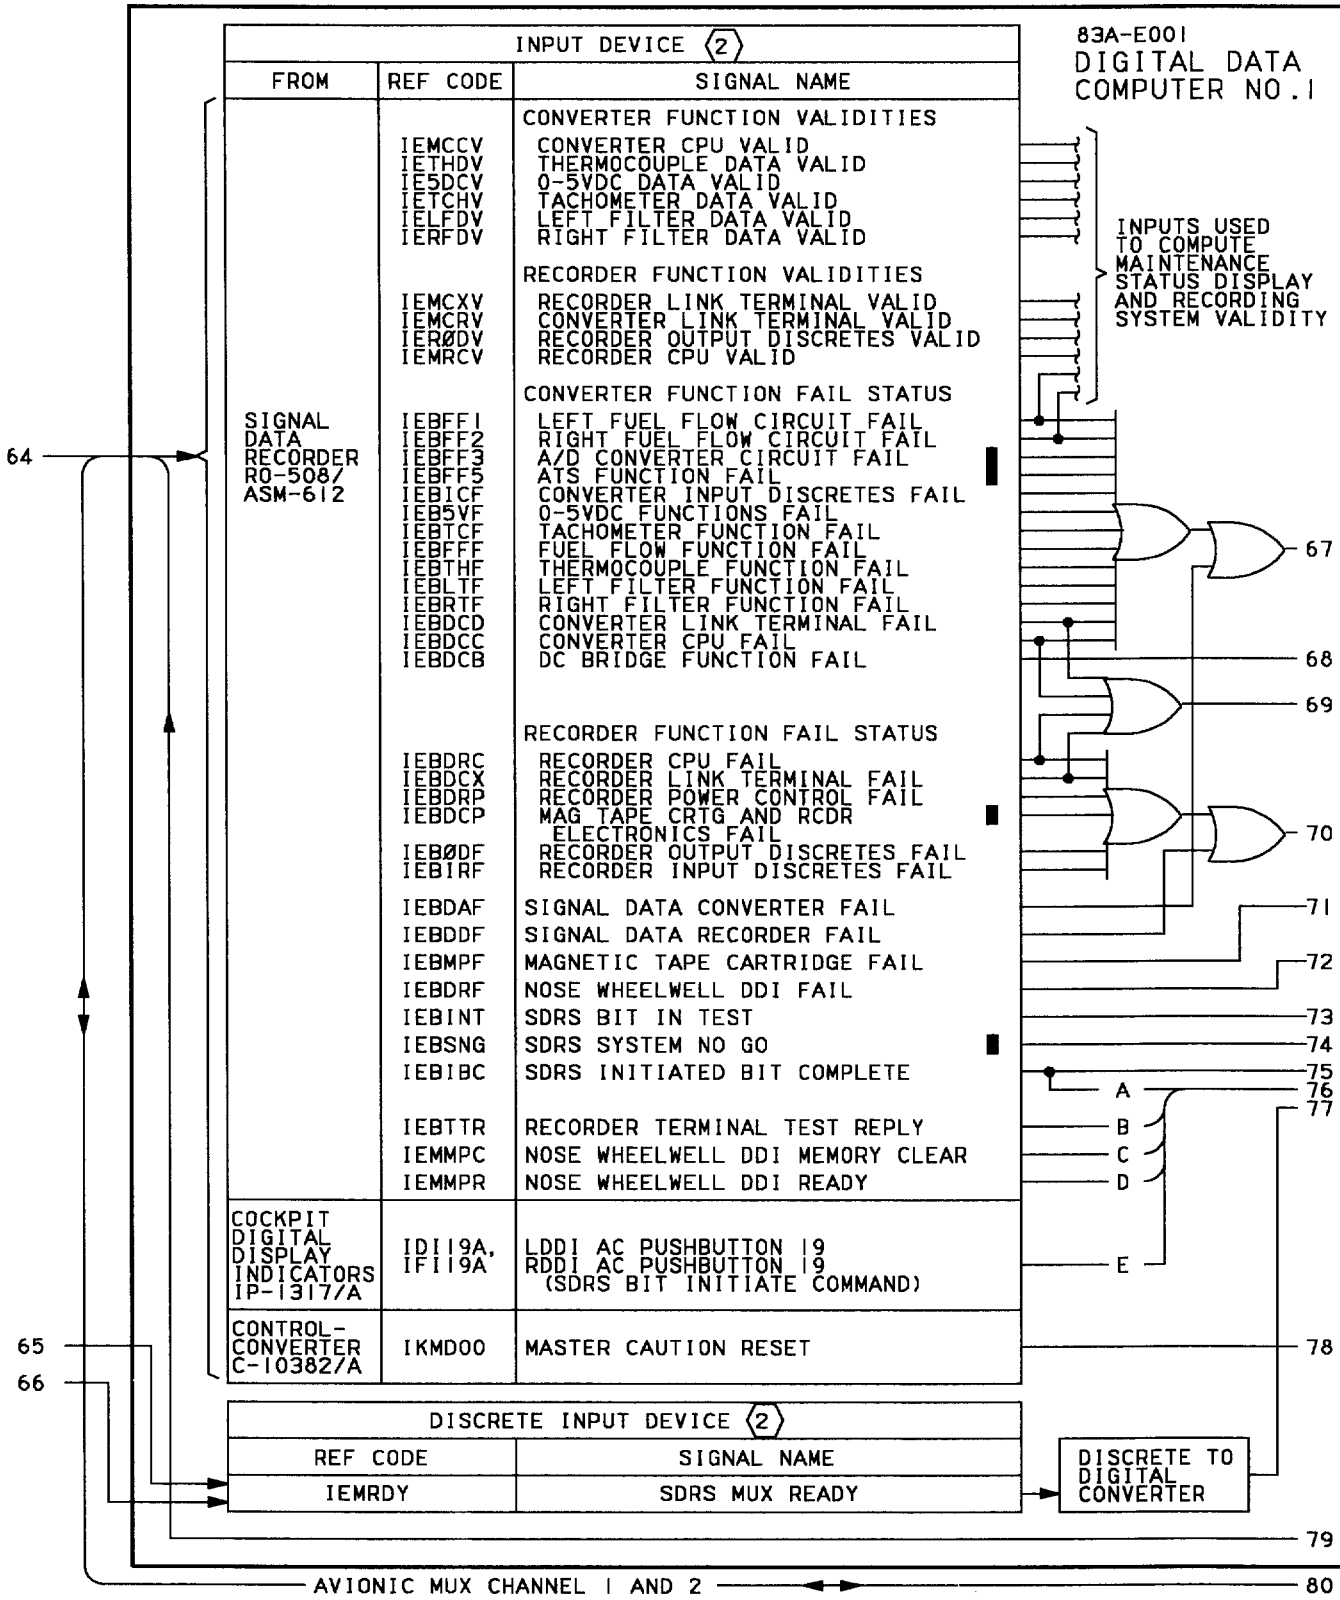 83A-E001
DIGITAL DATA
COMPUTER NO.1
INPUT DEVICE 2
FROM REF CODE SIGNAL NAME
CONVERTER FUNCTION VALIDITIES
IEMCCV CONVERTER CPU VALID
IETHDV THERMOCOUPLE DATA VALID
IE5DCV 0-5VDC DATA VALID
IETCHV TACHOMETER DATA VALID
IELFDV LEFT FILTER DATA VALID
IERFDV RIGHT FILTER DATA VALID
INPUTS USED
TO COMPUTE
MAINTENANCE
STATUS DISPLAY
AND RECORDING
SYSTEM VALIDITY
RECORDER FUNCTION VALIDITIES
IEMCXV RECORDER LINK TERMINAL VALID
IEMCRV CONVERTER LINK TERMINAL VALID
IERØDV RECORDER OUTPUT DISCRETES VALID
IEMRCV RECORDER CPU VALID
CONVERTER FUNCTION FAIL STATUS
64
SIGNAL
DATA
RECORDER
RO-508/
ASM-612
IEBFF1 LEFT FUEL FLOW CIRCUIT FAIL
IEBFF2 RIGHT FUEL FLOW CIRCUIT FAIL
IEBFF3 A/D CONVERTER CIRCUIT FAIL
IEBFF5 ATS FUNCTION FAIL
IEBICF CONVERTER INPUT DISCRETES FAIL
IEB5VF 0-5VDC FUNCTIONS FAIL
IEBTCF TACHOMETER FUNCTION FAIL
IEBFFF FUEL FLOW FUNCTION FAIL
67
IEBTHF THERMOCOUPLE FUNCTION FAIL
IEBLTF LEFT FILTER FUNCTION FAIL
IEBRTF RIGHT FILTER FUNCTION FAIL
IEBDCD CONVERTER LINK TERMINAL FAIL
IEBDCC CONVERTER CPU FAIL
IEBDCB DC BRIDGE FUNCTION FAIL 68
69
RECORDER FUNCTION FAIL STATUS
IEBDRC RECORDER CPU FAIL
IEBDCX RECORDER LINK TERMINAL FAIL
IEBDRP RECORDER POWER CONTROL FAIL
IEBDCP MAG TAPE CRTG AND RCDR
ELECTRONICS FAIL
70
IEBØDF RECORDER OUTPUT DISCRETES FAIL
IEBIRF RECORDER INPUT DISCRETES FAIL
IEBDAF SIGNAL DATA CONVERTER FAIL 71
IEBDDF SIGNAL DATA RECORDER FAIL
IEBMPF MAGNETIC TAPE CARTRIDGE FAIL 72
IEBDRF NOSE WHEELWELL DDI FAIL
IEBINT SDRS BIT IN TEST 73
IEBSNG SDRS SYSTEM NO GO 74
IEBIBC SDRS INITIATED BIT COMPLETE 75
A 76
77
IEBTTR RECORDER TERMINAL TEST REPLY B
IEMMPC NOSE WHEELWELL DDI MEMORY CLEAR C
IEMMPR NOSE WHEELWELL DDI READY D
COCKPIT
DIGITAL
DISPLAY
INDICATORS
IP-1317/A
IDI19A, LDDI AC PUSHBUTTON 19
IFI19A RDDI AC PUSHBUTTON 19
(SDRS BIT INITIATE COMMAND)
E
65
66
CONTROL-
CONVERTER
C-10382/A
IKMD00 MASTER CAUTION RESET 78
DISCRETE INPUT DEVICE 2
REF CODE SIGNAL NAME
IEMRDY SDRS MUX READY
DISCRETE TO
DIGITAL
CONVERTER
79
AVIONIC MUX CHANNEL 1 AND 2 80